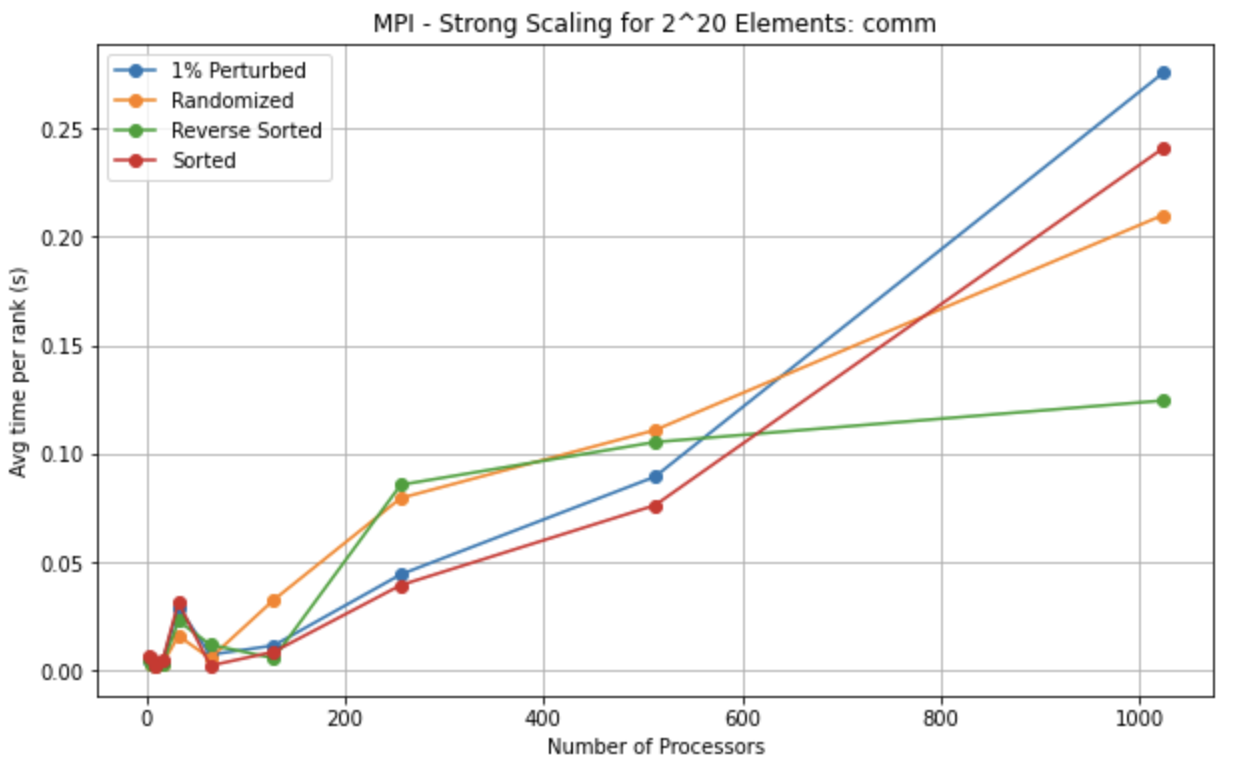 MPI - Strong Scaling for 2^20 Elements: comm
1% Perturbed
Randomized
Reverse Sorted
Sorted
Avg time per rank (s)
0.25
0.20
0.15
0.10
0.05
0.00
0 200 400 600 800 1000
Number of Processors